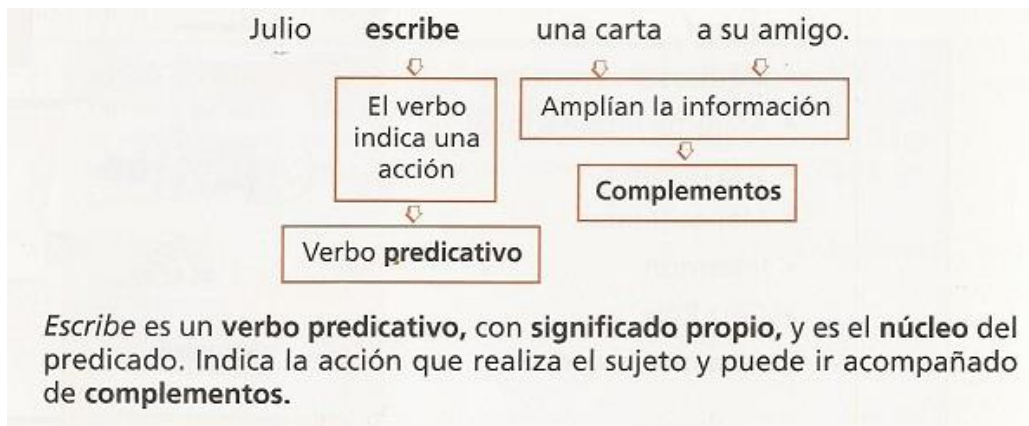 Julio escribe una carta a su amigo.
El verbo
indica una
acción
Amplían la información
Complementos
Verbo predicativo
Escribe es un verbo predicativo, con significado propio, y es el núcleo del
predicado. Indica la acción que realiza el sujeto y puede ir acompañado
de complementos.